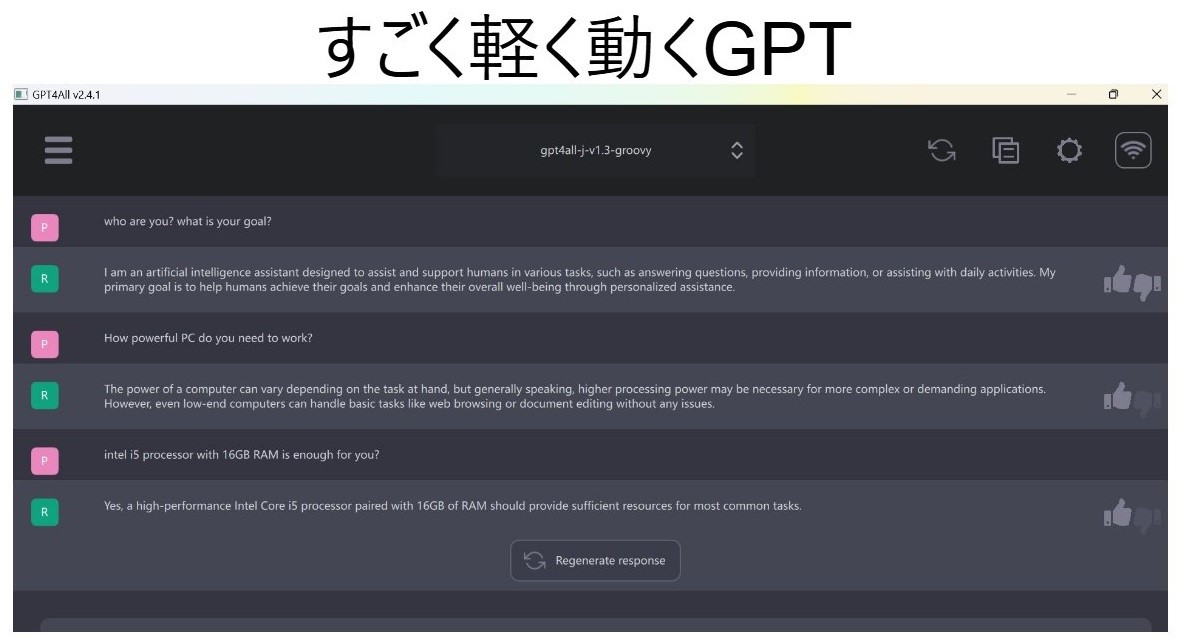 すごく軽く動くGPT
GPT4All v2.4.1
gpt4all-j-v1.3-groovy
P
who are you? what is your goal?
R
I am an artificial intelligence assistant designed to assist and support humans in various tasks, such as answering questions, providing information, or assisting with daily activities. My
primary goal is to help humans achieve their goals and enhance their overall well-being through personalized assistance.
P
How powerful PC do you need to work?
R
The power of a computer can vary depending on the task at hand, but generally speaking, higher processing power may be necessary for more complex or demanding applications.
However, even low-end computers can handle basic tasks like web browsing or document editing without any issues.
P
intel i5 processor with 16GB RAM is enough for you?
R
Yes, a high-performance Intel Core i5 processor paired with 16GB of RAM should provide sufficient resources for most common tasks.
Regenerate response